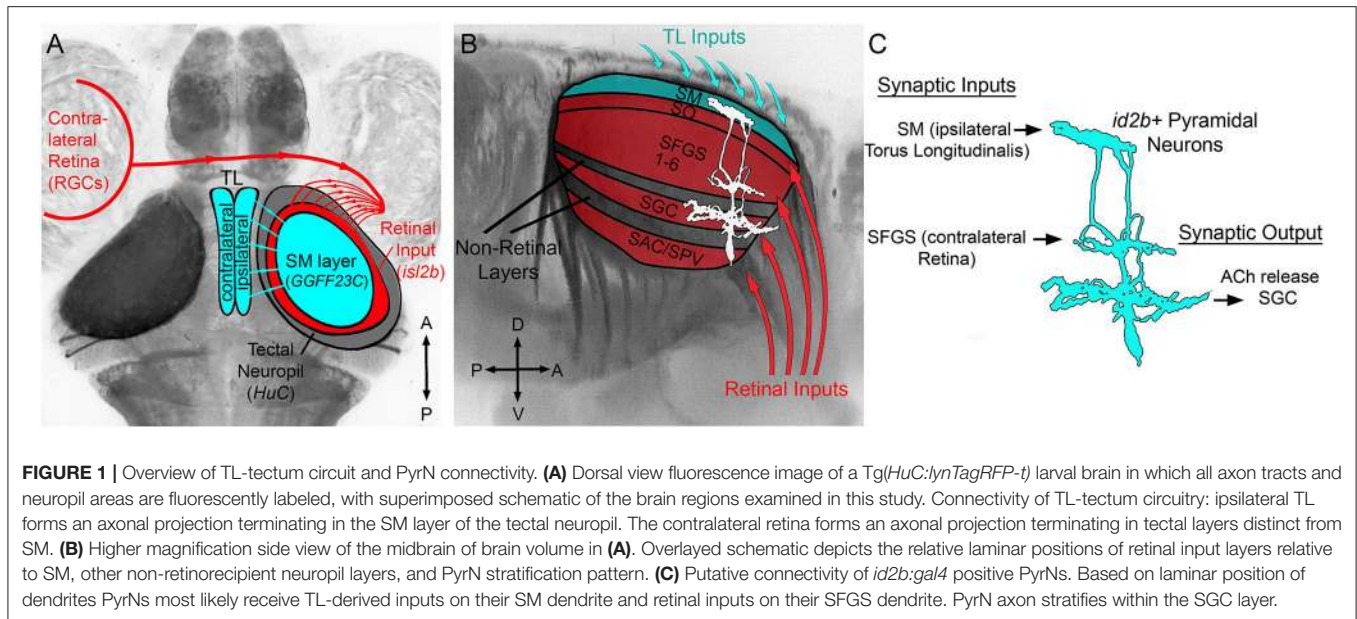 A
Contra-
lateral
Retina
(RGCs)
TL
contralateral
ipsilateral
SM layer
(GGFF23C)
Retinal
Input
(isl2b)
Tectal
Neuropil
(HuC)
A
P
B
TL Inputs
SM
SO
SFGS
1-6
SGC
SAC/SPV
Non-Retinal
Layers
D
P
A
V
Retinal Inputs
C
Synaptic Inputs
SM (ipsilateral
Torus Longitudinalis)
id2b+ Pyramidal
Neurons
SFGS (contralateral
Retina)
Synaptic Output
ACh release
SGC
FIGURE 1 | Overview of TL-tectum circuit and PyrN connectivity. (A) Dorsal view fluorescence image of a Tg(HuC:lynTagRFP-t) larval brain in which all axon tracts and
neuropil areas are fluorescently labeled, with superimposed schematic of the brain regions examined in this study. Connectivity of TL-tectum circuitry: ipsilateral TL
forms an axonal projection terminating in the SM layer of the tectal neuropil. The contralateral retina forms an axonal projection terminating in tectal layers distinct from
SM. (B) Higher magnification side view of the midbrain of brain volume in (A). Overlayed schematic depicts the relative laminar positions of retinal input layers relative
to SM, other non-retinorecipient neuropil layers, and PyrN stratification pattern. (C) Putative connectivity of id2b:gal4 positive PyrNs. Based on laminar position of
dendrites PyrNs most likely receive TL-derived inputs on their SM dendrite and retinal inputs on their SFGS dendrite. PyrN axon stratifies within the SGC layer.